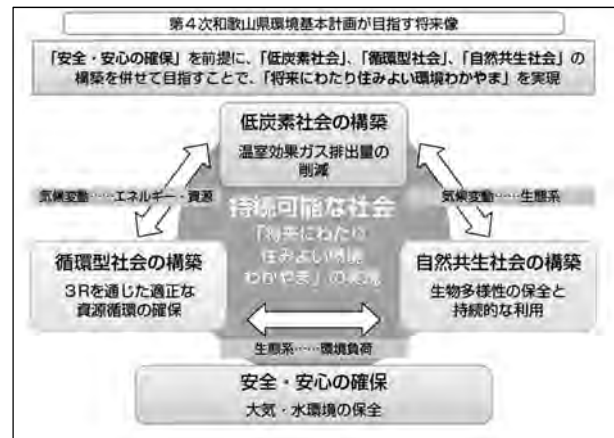 第4次和歌山県環境基本計画が目指す将来像
「安全・安心の確保」を前提に、「低炭素社会」、「循環型社会」、「自然共生社会」の
構築を併せて目指すことで、「将来にわたり住みよい環境わかやま」を実現
低炭素社会の構築
温室効果ガス排出量の
削減
気候変動……エネルギー・資源
気候変動……生態系
持続可能な社会
「将来にわたり
住みよい環境
わかやま」の実現
循環型社会の構築
3Rを通じた適正な
資源循環の確保
自然共生社会の構築
生物多様性の保全と
持続的な利用
生態系……環境負荷
安全・安心の確保
大気・水環境の保全